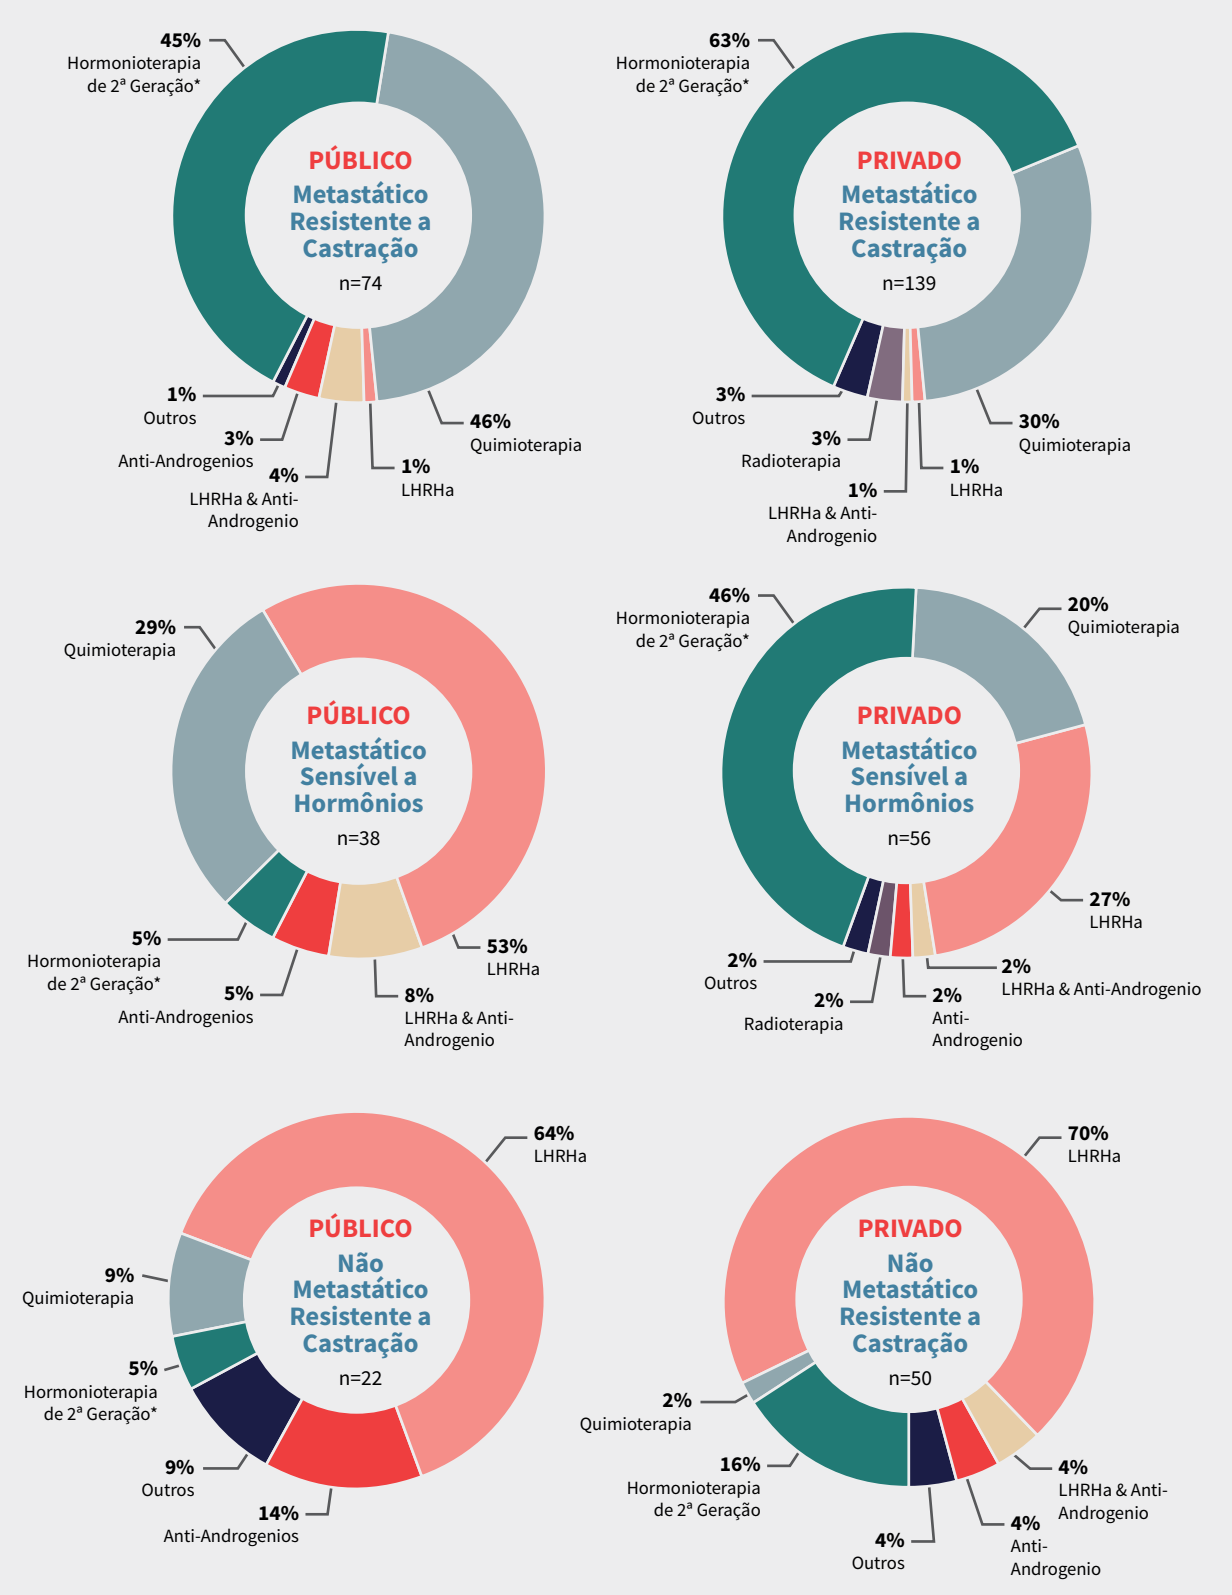 45%
Hormonioterapia
de 2ª Geração*
PÚBLICO
Metastático
Resistente a
Castração
n=74
1%
Outros
3%
Anti-Androgenios
4%
LHRHa & Anti-
Androgenio
1%
LHRHa
46%
Quimioterapia
63%
Hormonioterapia
de 2ª Geração*
PRIVADO
Metastático
Resistente a
Castração
n=139
3%
Outros
3%
Radioterapia
1%
LHRHa & Anti-
Androgenio
1%
LHRHa
30%
Quimioterapia
29%
Quimioterapia
PÚBLICO
Metastático
Sensível a
Hormônios
n=38
5%
Hormonioterapia
de 2ª Geração*
5%
Anti-Androgenios
8%
LHRHa & Anti-
Androgenio
53%
LHRHa
46%
Hormonioterapia
de 2ª Geração*
20%
Quimioterapia
PRIVADO
Metastático
Sensível a
Hormônios
n=56
27%
LHRHa
2%
Outros
2%
Radioterapia
2%
Anti-
Androgenio
2%
LHRHa & Anti-Androgenio
64%
LHRHa
PÚBLICO
Não
Metastático
Resistente a
Castração
n=22
9%
Quimioterapia
5%
Hormonioterapia
de 2ª Geração*
9%
Outros
14%
Anti-Androgenios
70%
LHRHa
PRIVADO
Não
Metastático
Resistente a
Castração
n=50
2%
Quimioterapia
16%
Hormonioterapia
de 2ª Geração
4%
Outros
4%
Anti-
Androgenio
4%
LHRHa & Anti-
Androgenio